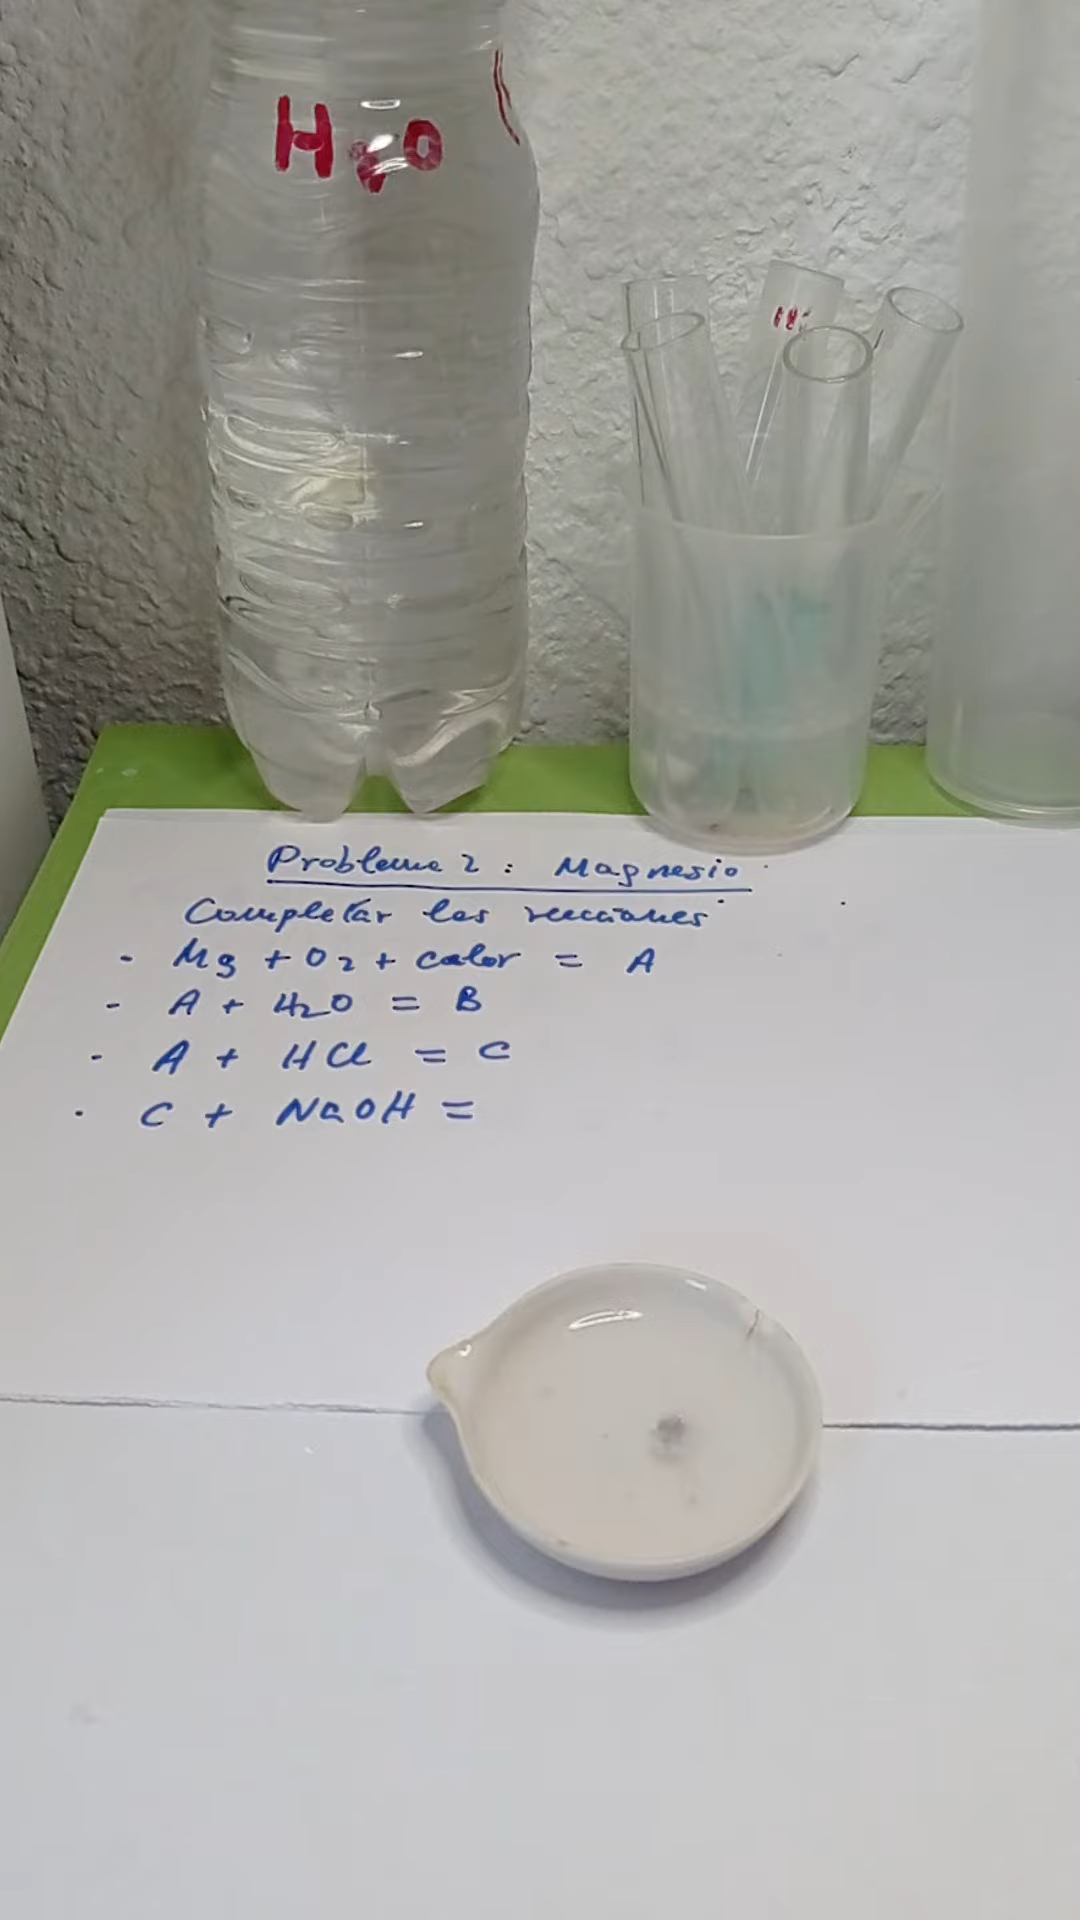 H2O
Problema 2 : Magnesio
Completar las reacciones
- Mg + O2 + calor = A
- A + H2O = B
- A + HCl = C
. C + NaOH =